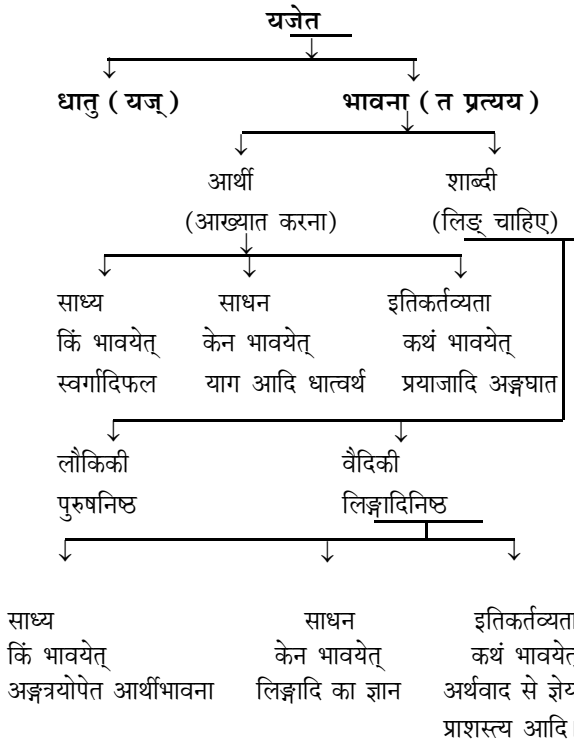 यजेत
धातु ( यज् ) भावना ( त प्रत्यय )
आर्थी शाब्दी
(आख्यात करना) (लिङ् चाहिए)
साध्य साधन इतिकर्तव्यता
किं भावयेत् केन भावयेत् कथं भावयेत्
स्वर्गादिफल याग आदि धात्वर्थ प्रयाजादि अङ्गघात
लौकिकी वैदिकी
पुरुषनिष्ठ लिङ्गादिनिष्ठ
साध्य साधन इतिकर्तव्यता
किं भावयेत् केन भावयेत् कथं भावयेत्
अङ्गत्रयोपेत आर्थीभावना लिङ्गादि का ज्ञान अर्थवाद से ज्ञेय
प्राशस्त्य आदि।